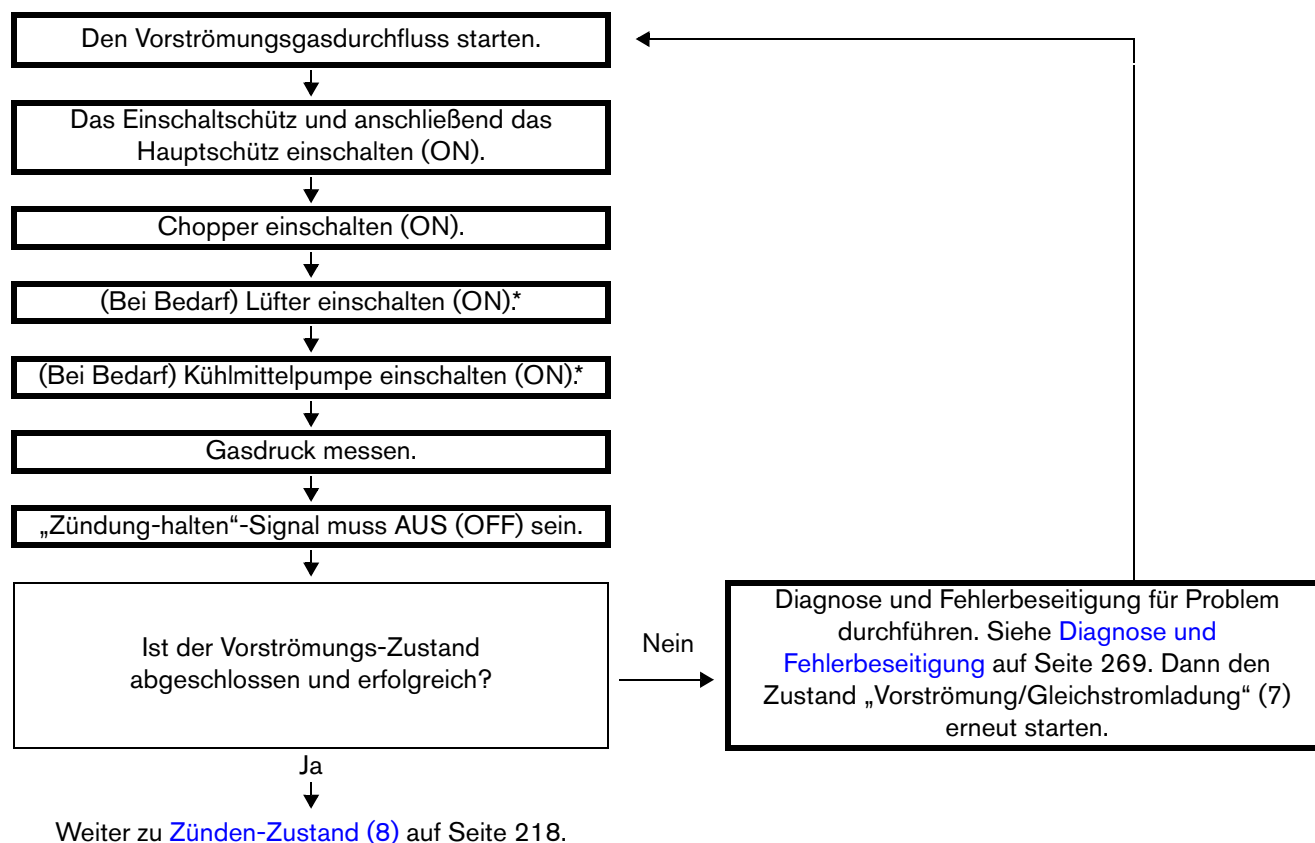 Den Vorströmungsgasdurchfluss starten.
Das Einschaltschütz und anschließend das
Hauptschütz einschalten (ON).
Chopper einschalten (ON).
(Bei Bedarf) Lüfter einschalten (ON).*
(Bei Bedarf) Kühlmittelpumpe einschalten (ON).*
Gasdruck messen.
„Zündung-halten“-Signal muss AUS (OFF) sein.
Ist der Vorströmungs-Zustand
abgeschlossen und erfolgreich?
Nein
Diagnose und Fehlerbeseitigung für Problem
durchführen. Siehe Diagnose und
Fehlerbeseitigung auf Seite 269. Dann den
Zustand „Vorströmung/Gleichstromladung“ (7)
erneut starten.
Ja
Weiter zu Zünden-Zustand (8) auf Seite 218.